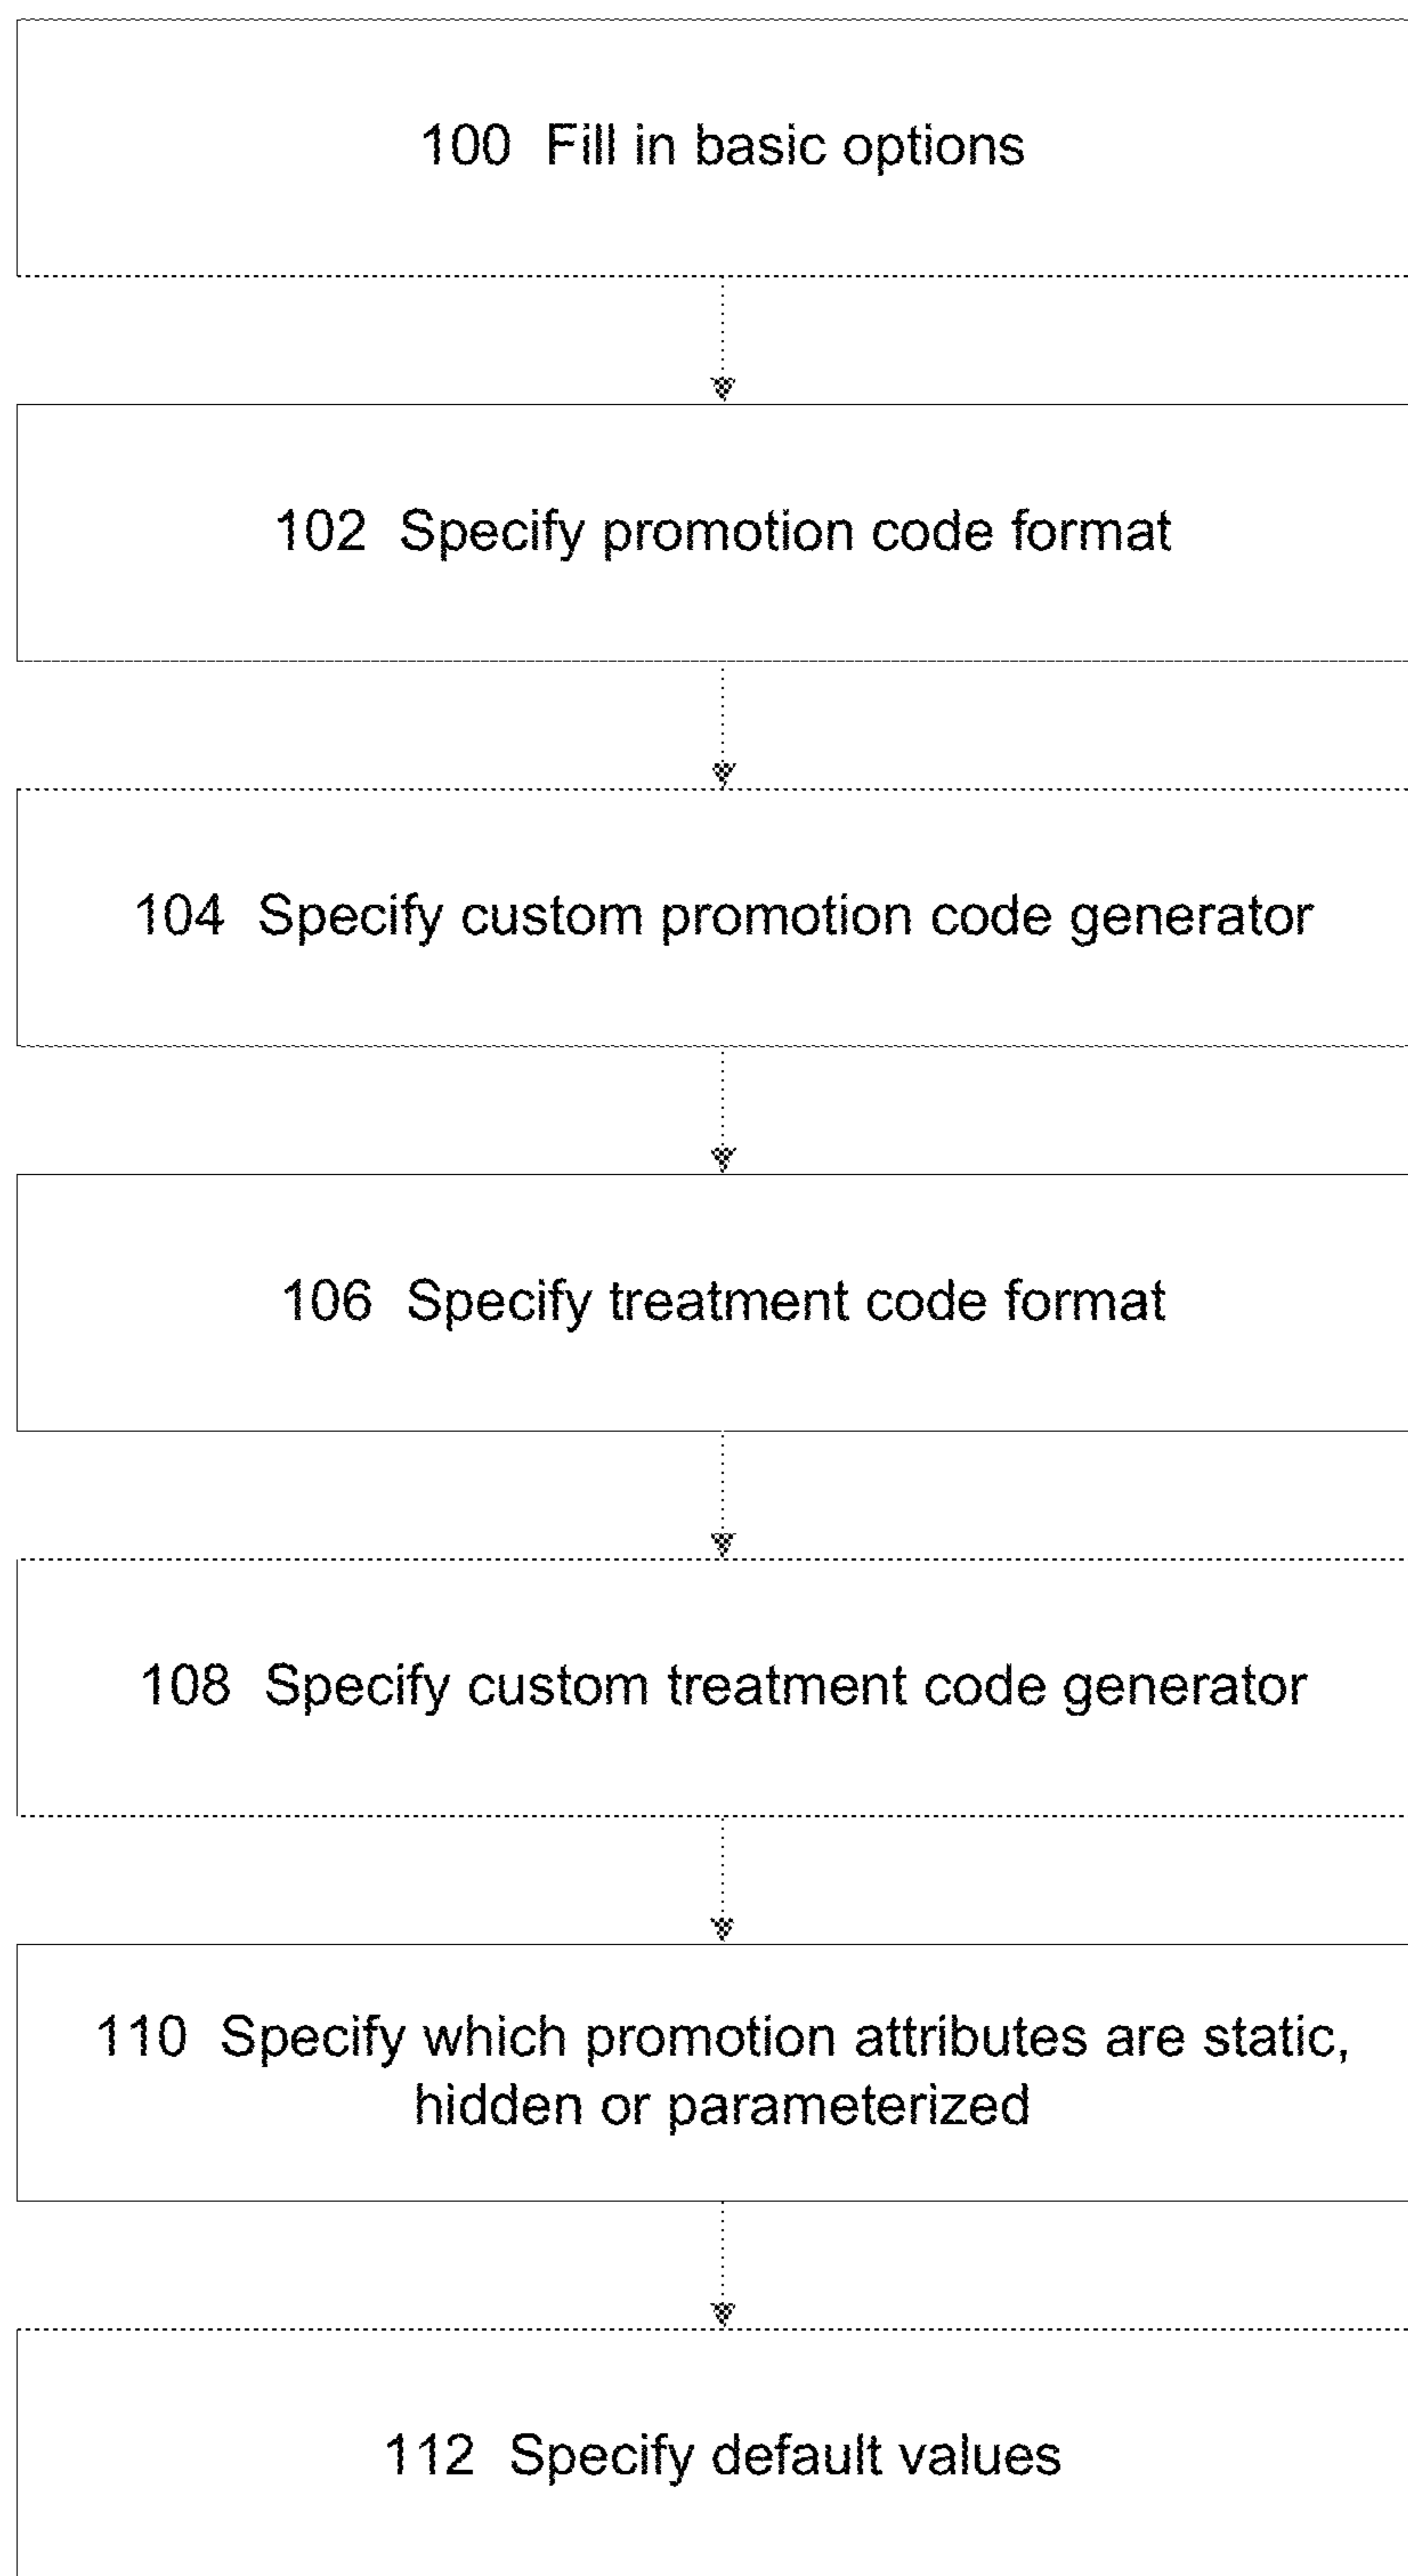 100 Fill in basic options
102 Specify promotion code format
104 Specify custom promotion code generator
106 Specify treatment code format
108 Specify custom treatment code generator
110 Specify which promotion attributes are static,
hidden or parameterized
112 Specify default values